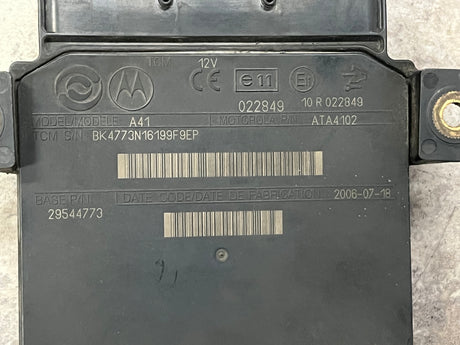 TCM 12V
CE e11 E1
022849 10 R 022849
MODEL/MODELE A41 MOTOROLA P/N ATA4102
TCM D/N BK4773N16199F9EP
BASE P/N DATE CODE/DATE DE FABRICATION 2006-07-18
29544773